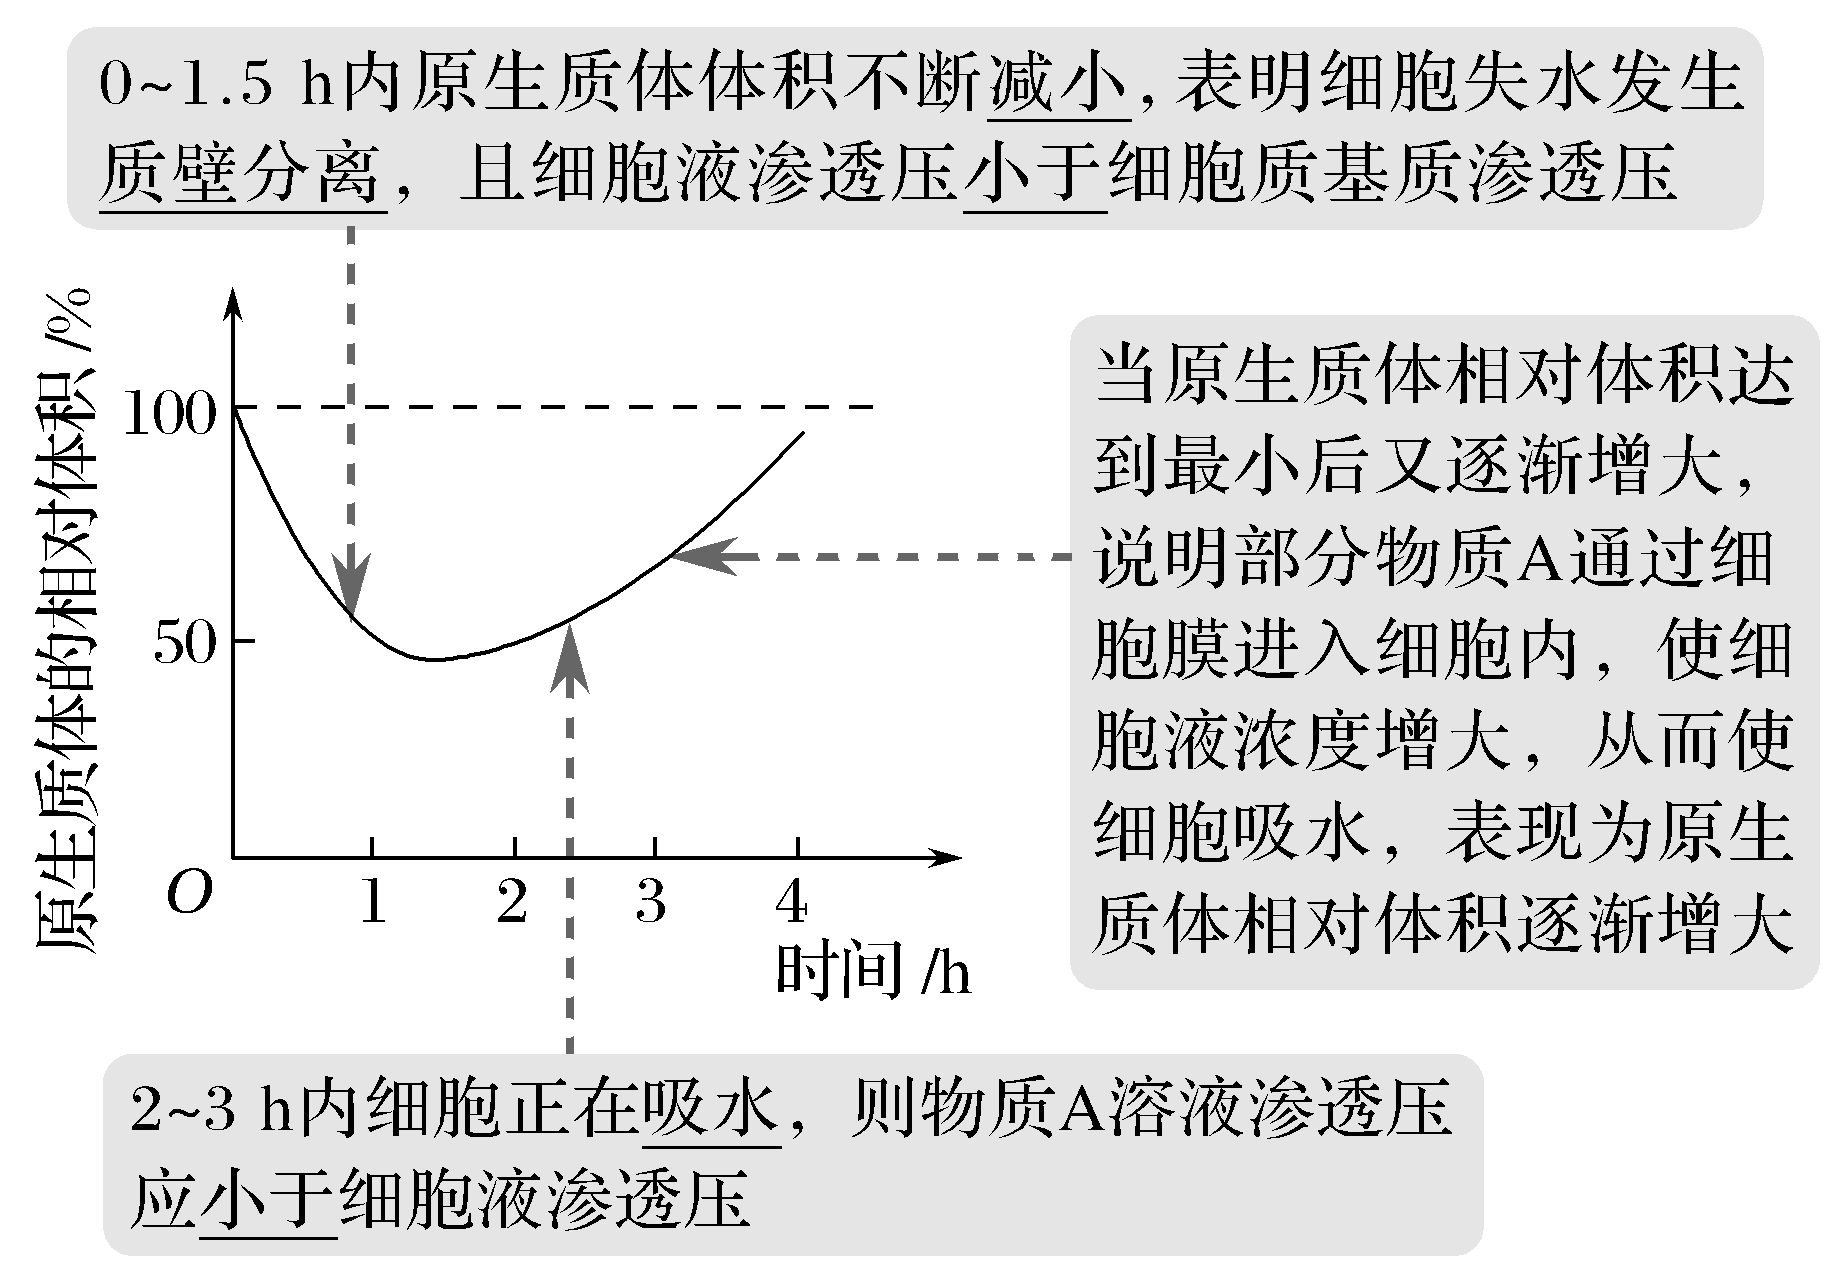 0~1.5 h内原生质体体积不断减小,表明细胞失水发生
质壁分离，且细胞液渗透压小于细胞质基质渗透压
原生质体的相对体积/%
100
50
O
1 2 3 4
时间/h
当原生质体相对体积达
到最小后又逐渐增大，
说明部分物质A通过细
胞膜进入细胞内，使细
胞液浓度增大，从而使
细胞吸水，表现为原生
质体相对体积逐渐增大
2~3 h内细胞正在吸水，则物质A溶液渗透压
应小于细胞液渗透压